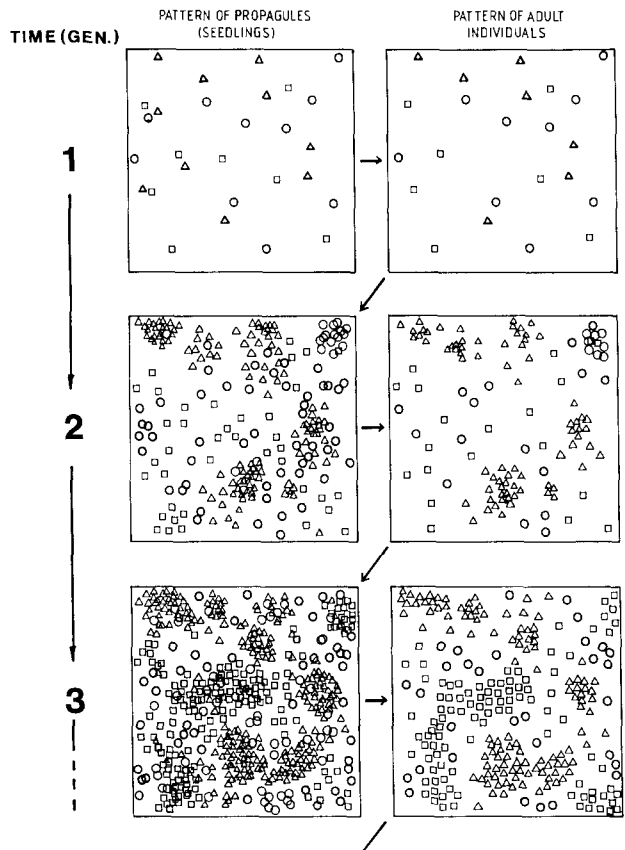 PATTERN OF PROPAGULES
(SEEDLINGS)
PATTERN OF ADULT
INDIVIDUALS
TIME (GEN.)
1
2
3